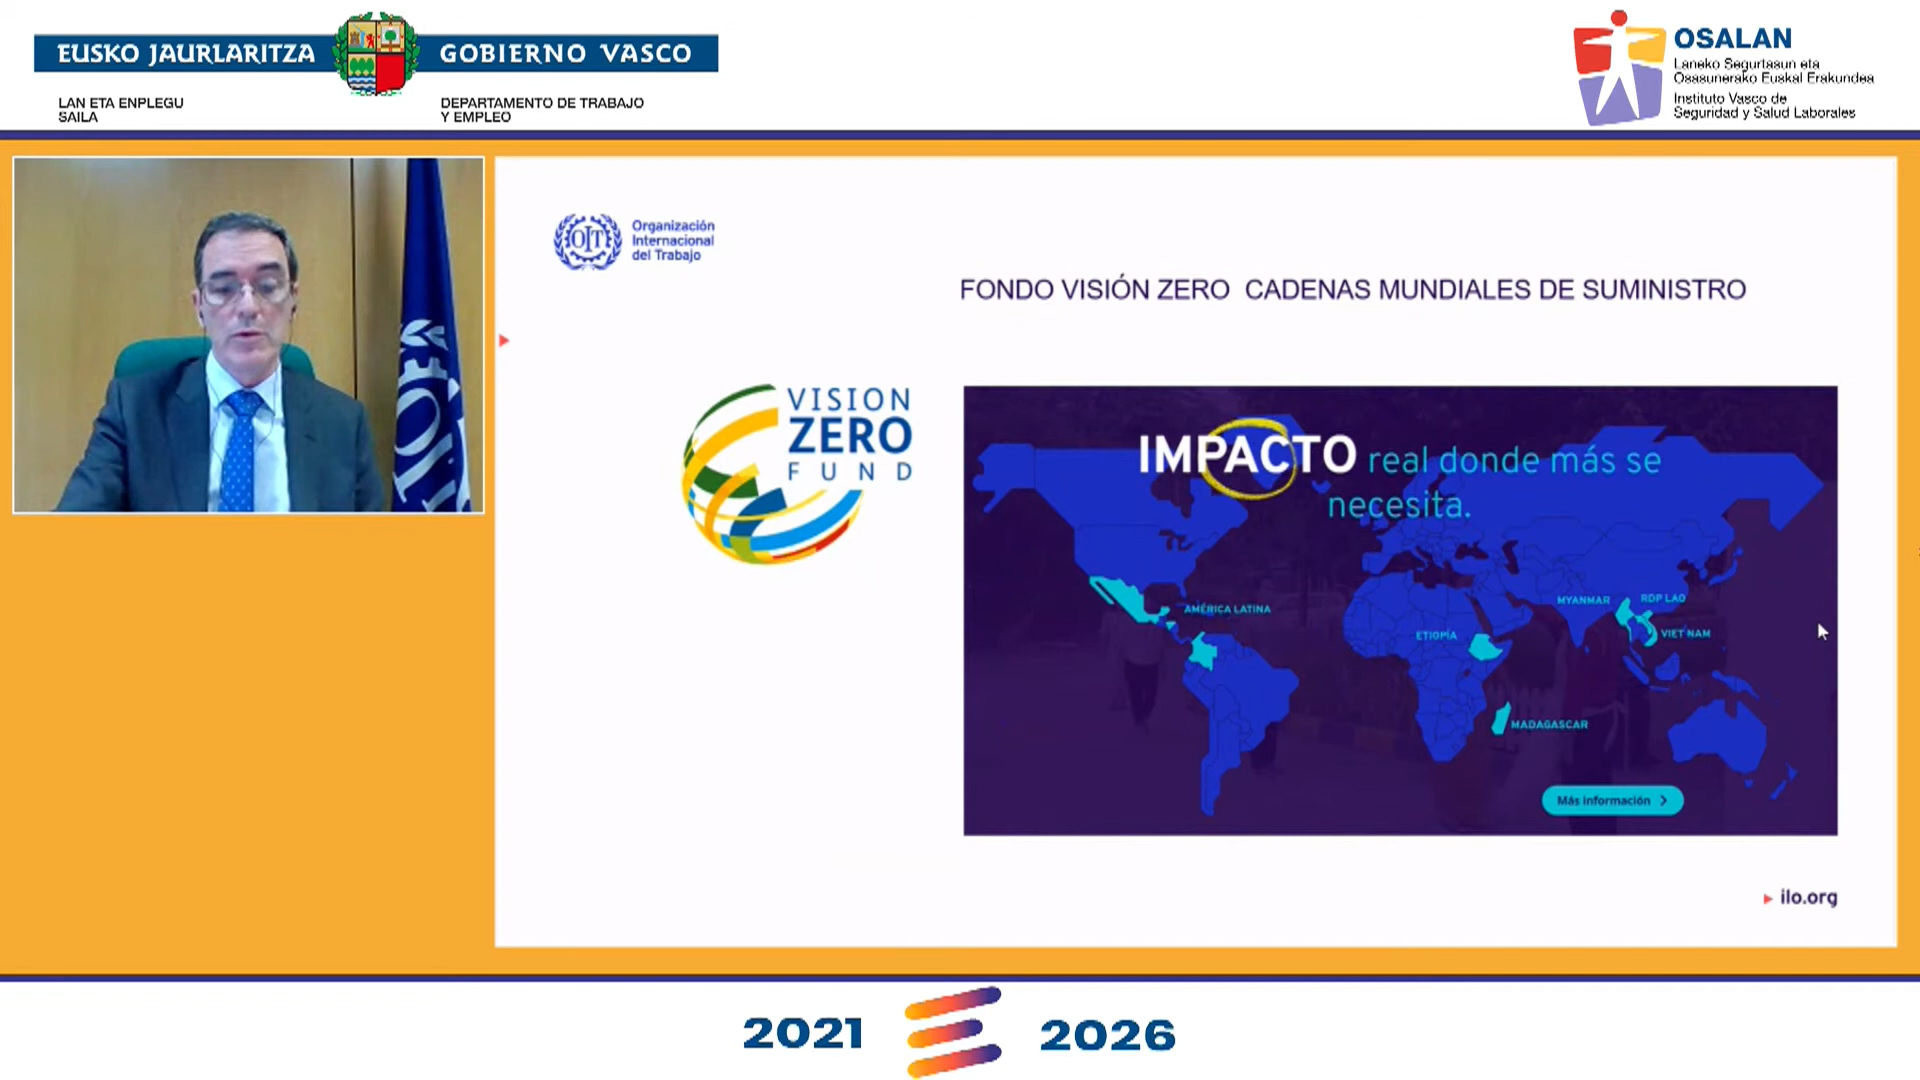 EUSKO JAURLARITZA
GOBIERNO VASCO
LAN ETA ENPLEGU
SAILA
DEPARTAMENTO DE TRABAJO
Y EMPLEO
OSALAN
Laneko Segurtasun eta
Osasunerako Euskal Erakundea
Instituto Vasco de
Seguridad y Salud Laborales
OIT
OIT
Organización
Internacional
del Trabajo
FONDO VISIÓN ZERO CADENAS MUNDIALES DE SUMINISTRO
VISION
ZERO
FUND
IMPACTO real donde más se
necesita.
AMÉRICA LATINA
ETIOPÍA
MYANMAR
RDP LAO
VIET NAM
MADAGASCAR
Más información
ilo.org
2021
2026